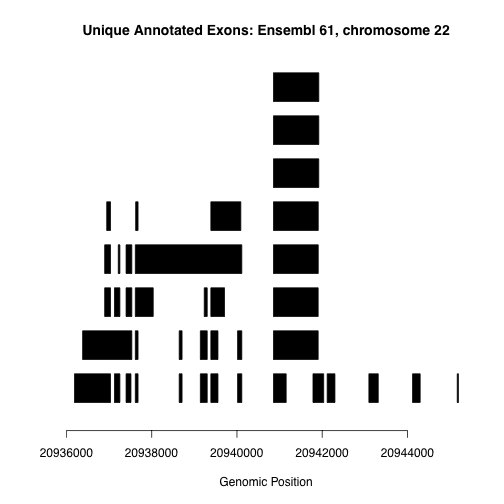 Unique Annotated Exons: Ensembl 61, chromosome 22
20936000 20938000 20940000 20942000 20944000
Genomic Position